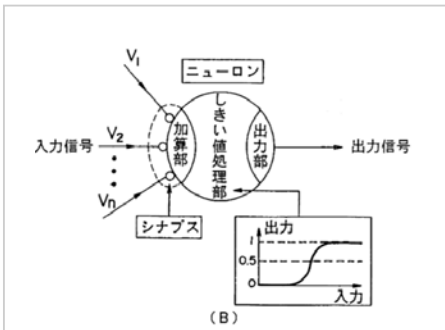 V1
ニューロン
入力信号
V2
加算部
しきい値処理部
出力部
出力信号
Vn
シナプス
出力
1
0.5
0
入力
(B)